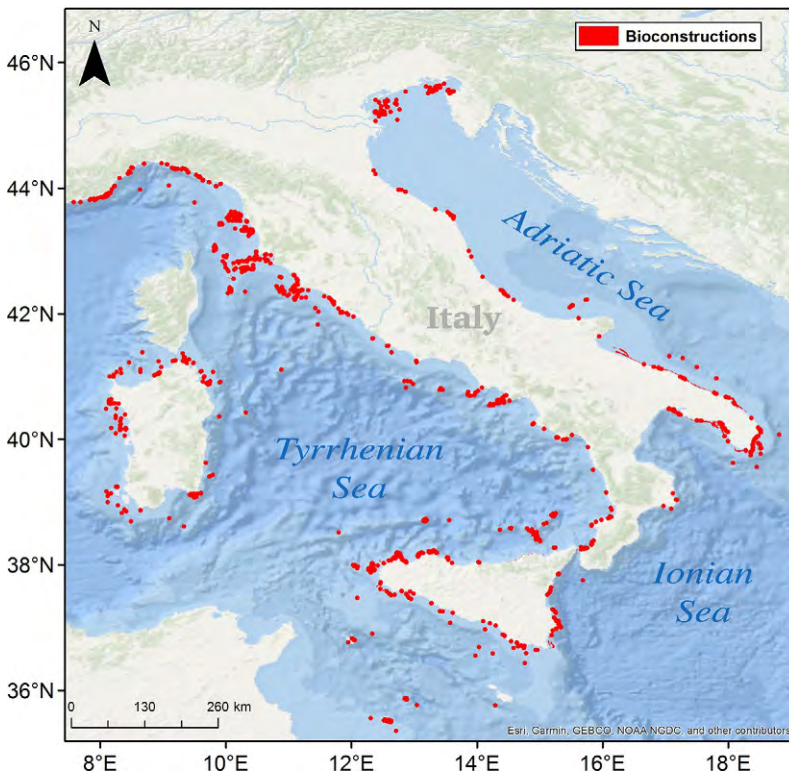 N
Bioconstructions
46°N
44°N
Adriatic Sea
42°N
Italy
40°N
Tyrrhenian
Sea
38°N
Ionian
Sea
36°N
0 130 260 km
Esri, Garmin, GEBCO, NOAA NGDC, and other contributors
8°E 10°E 12°E 14°E 16°E 18°E